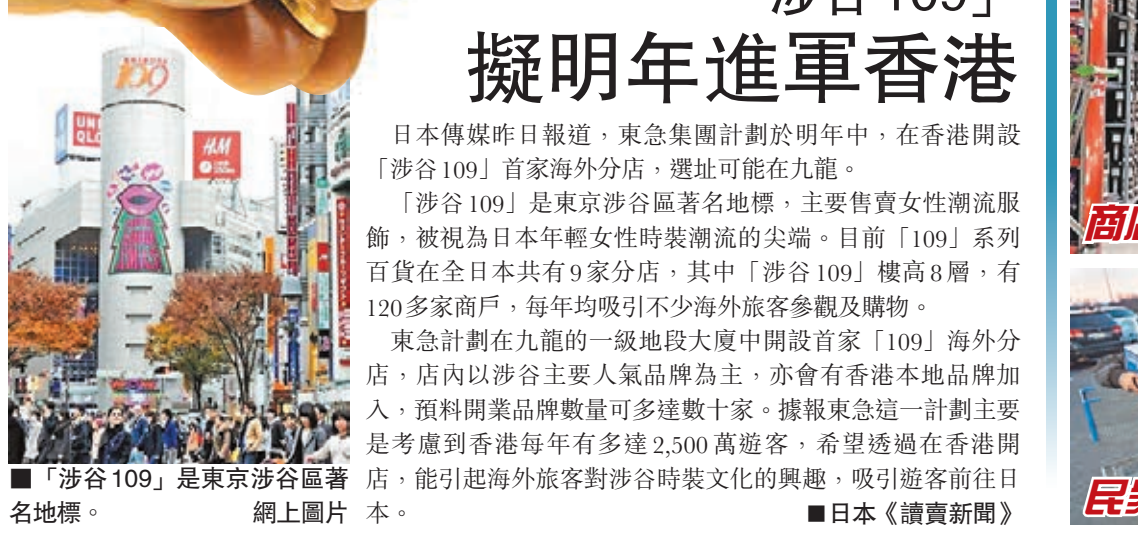 涉谷109」
擬明年進軍香港
日本傳媒昨日報道，東急集團計劃於明年中，在香港開設
「涉谷109」首家海外分店，選址可能在九龍。
「涉谷109」是東京涉谷區著名地標，主要售賣女性潮流服
飾，被視為日本年輕女性時裝潮流的尖端。目前「109」系列
百貨在全日本共有9家分店，其中「涉谷109」樓高8層，有
120多家商戶，每年均吸引不少海外旅客參觀及購物。
東急計劃在九龍的一級地段大廈中開設首家「109」海外分
店，店內以涉谷主要人氣品牌為主，亦會有香港本地品牌加
入，預料開業品牌數量可多達數十家。據報東急這一計劃主要
是考慮到香港每年有多達2,500萬遊客，希望透過在香港開
店，能引起海外旅客對涉谷時裝文化的興趣，吸引遊客前往日
本。
■日本《讀賣新聞》
109
UNI
QLO
H&M
■「涉谷109」是東京涉谷區著
名地標。 網上圖片
商
民